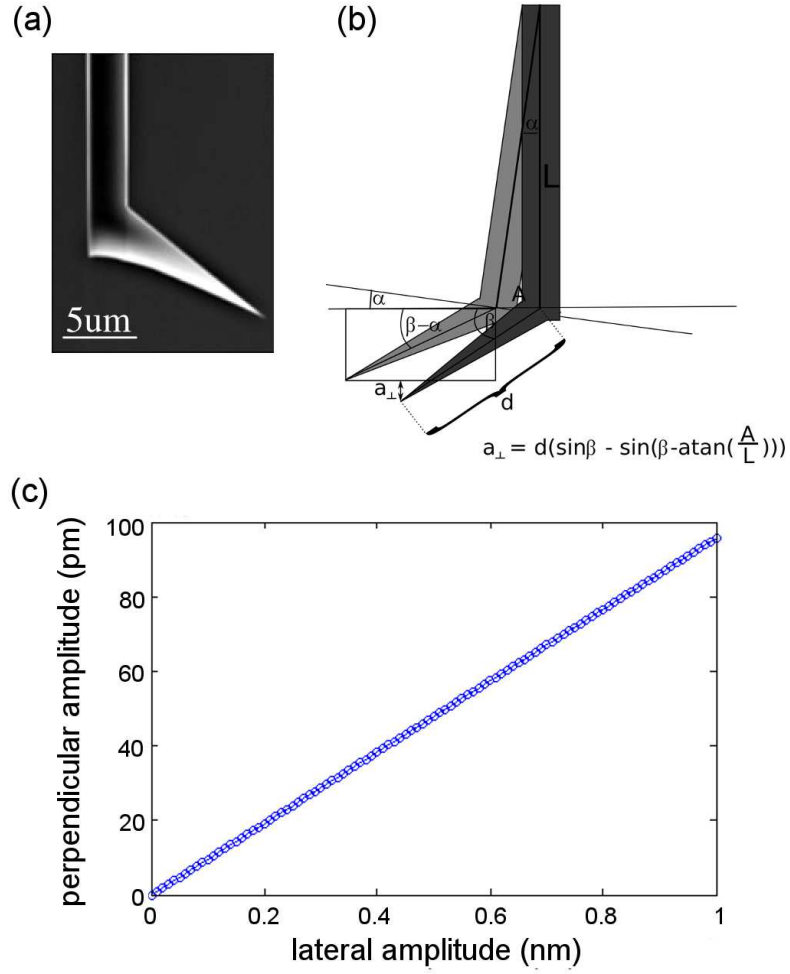 (a)
(b)
5um
α
L
α
A
β-α
β
a⊥
d
a⊥ = d(sinβ - sin(β-atan(A/L)))
(c)
perpendicular amplitude (pm)
100
80
60
40
20
0
0 0.2 0.4 0.6 0.8 1
lateral amplitude (nm)